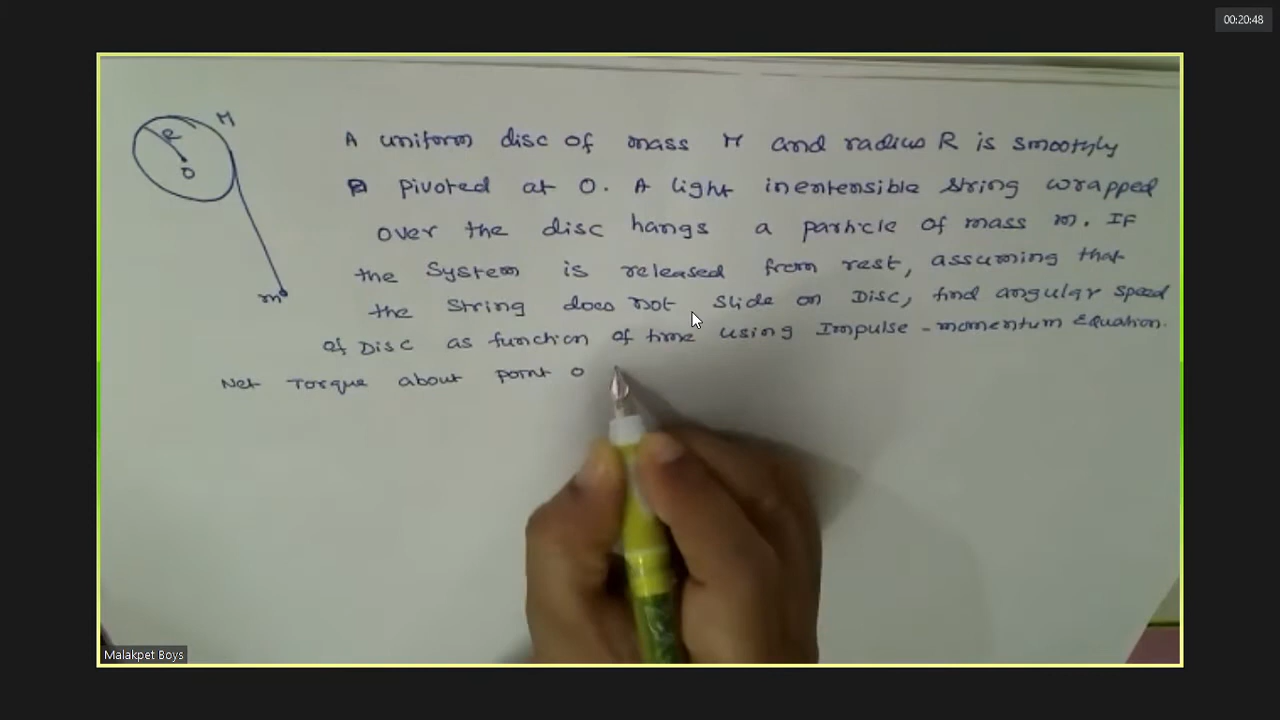 00:20:48
R M
O
m
A uniform disc of mass M and radius R is smoothly
pivoted at O. A light inentensible string wrapped
over the disc hangs a particle of mass m. IF
the System is released from rest, assuming that
the String does not Slide on Disc, find angular speed
of Disc as function of time using Impulse - momentum Equation.
Net Torque about point O
Malakpet Boys